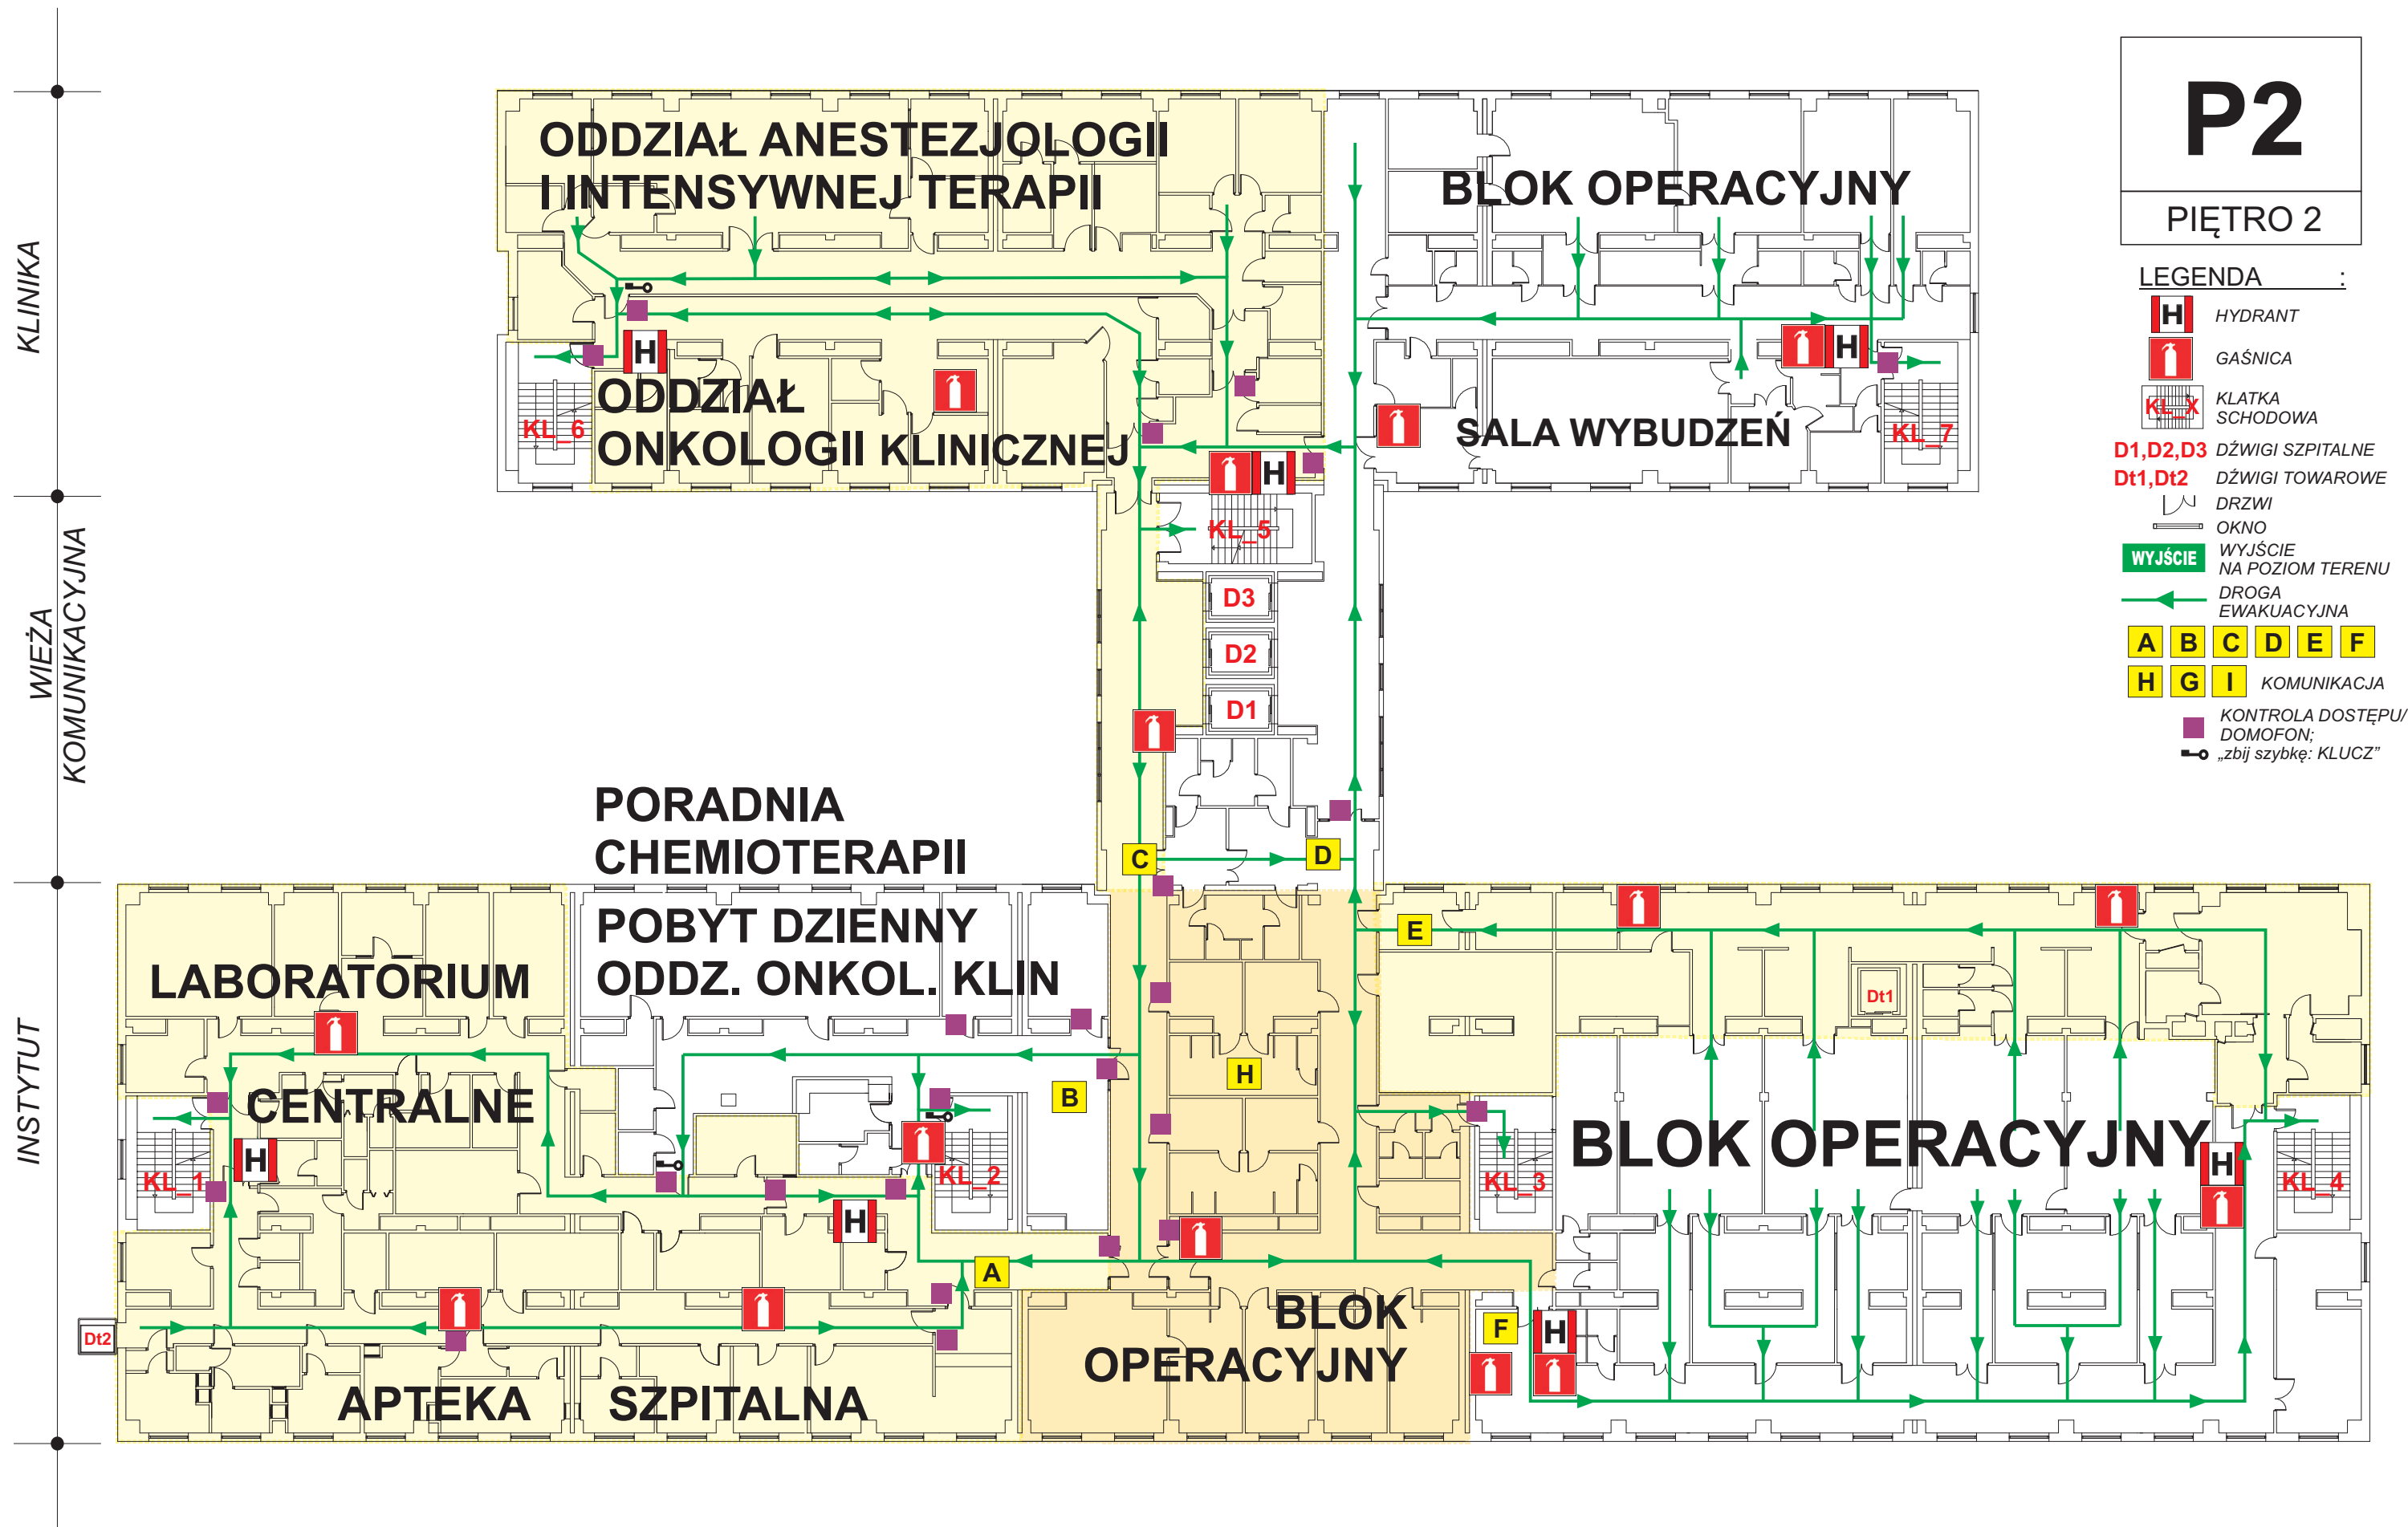 P2
PIĘTRO 2
LEGENDA :
H HYDRANT
GAŚNICA
KL_X KLATKA
SCHODOWA
D1,D2,D3 DŹWIGI SZPITALNE
Dt1,Dt2 DŹWIGI TOWAROWE
DRZWI
OKNO
WYJŚCIE WYJŚCIE
NA POZIOM TERENU
DROGA
EWAKUACYJNA
A B C D E F
H G I KOMUNIKACJA
KONTROLA DOSTĘPU/
DOMOFON;
„zbij szybkę: KLUCZ”
KLINIKA
WIEŻA
KOMUNIKACYJNA
INSTYTUT
ODDZIAŁ ANESTEZJOLOGII
I INTENSYWNEJ TERAPII
BLOK OPERACYJNY
H
H
ODDZIAŁ
ONKOLOGII KLINICZNEJ
KL_6
SALA WYBUDZEŃ
KL_7
H
KL_5
D3
D2
D1
PORADNIA
CHEMIOTERAPII
C
D
POBYT DZIENNY
ODDZ. ONKOL. KLIN
E
LABORATORIUM
Dt1
CENTRALNE
B
H
H
KL_1
KL_2
KL_3
BLOK OPERACYJNY
H
KL_4
H
A
Dt2
BLOK
OPERACYJNY
F
H
APTEKA SZPITALNA